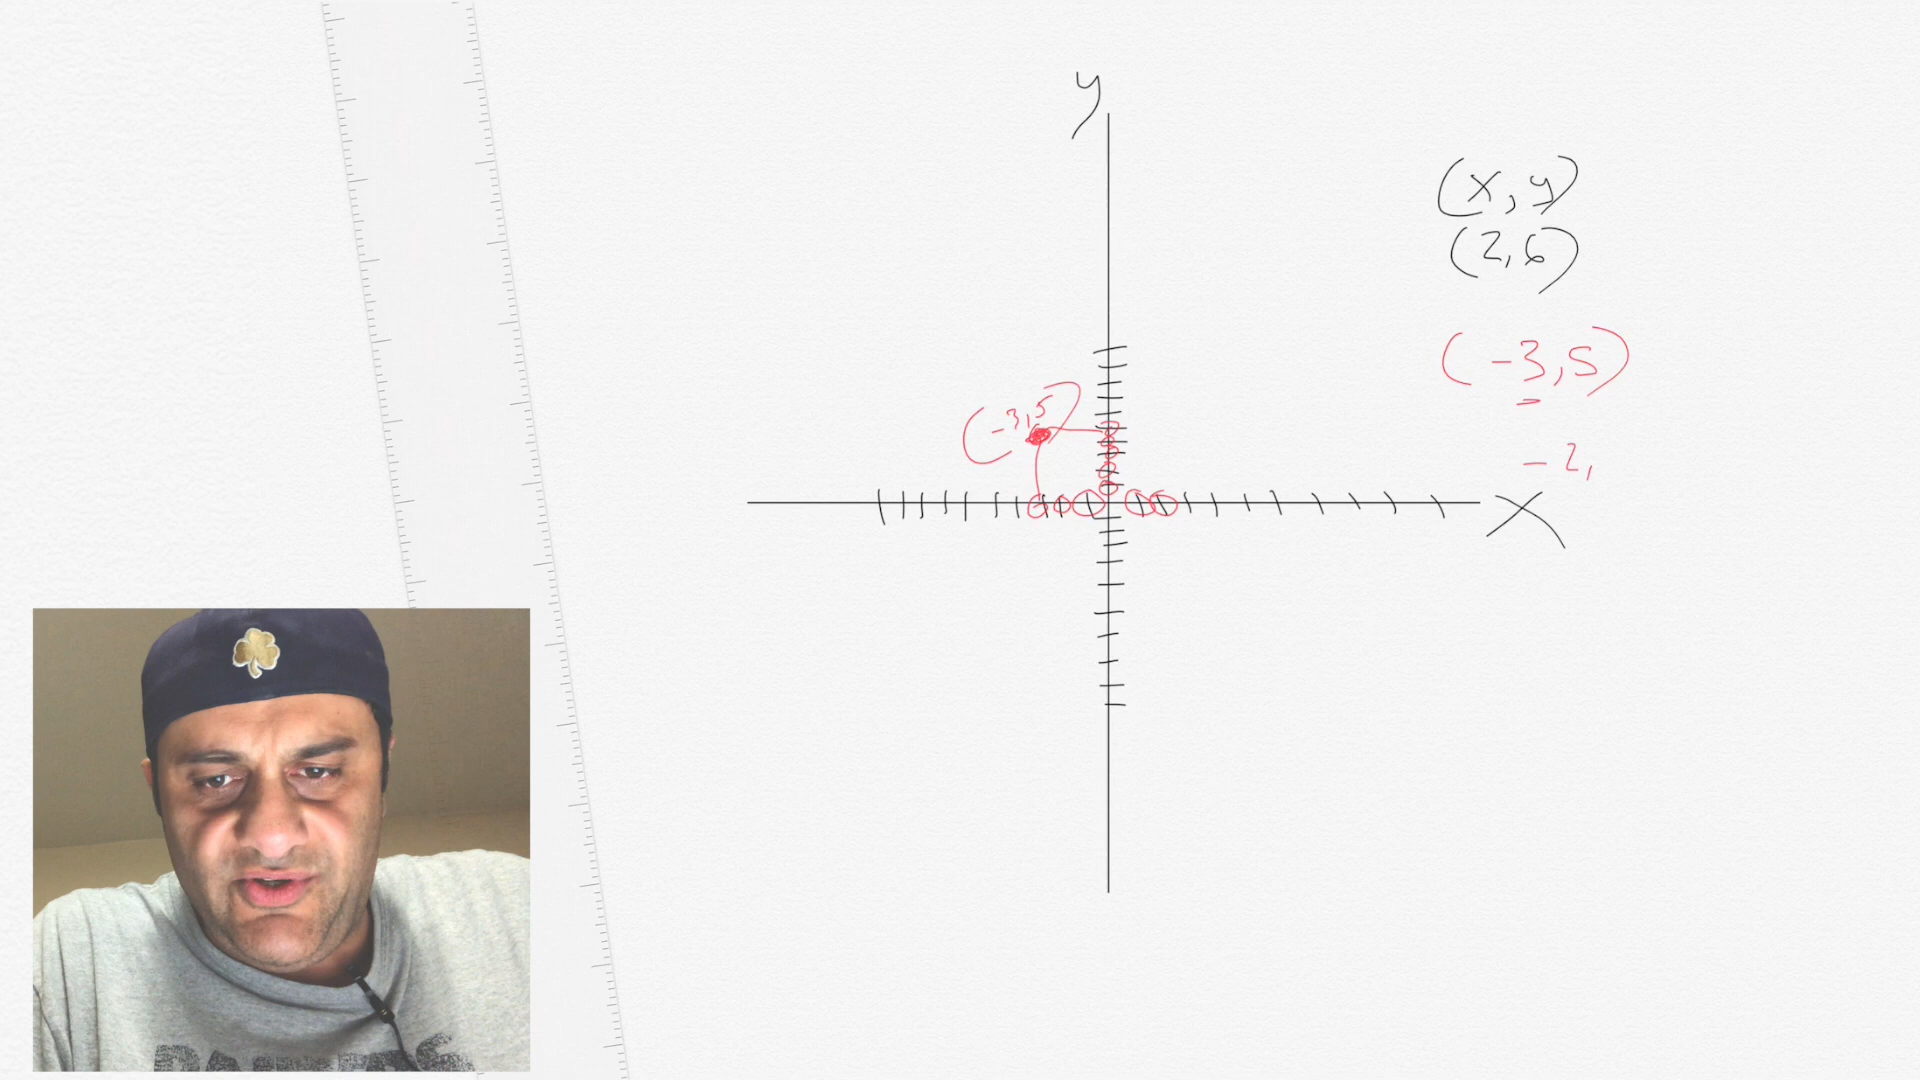 y
(x, y)
(2, 6)
(-3, 5)
(-3, 5)
-2,
X